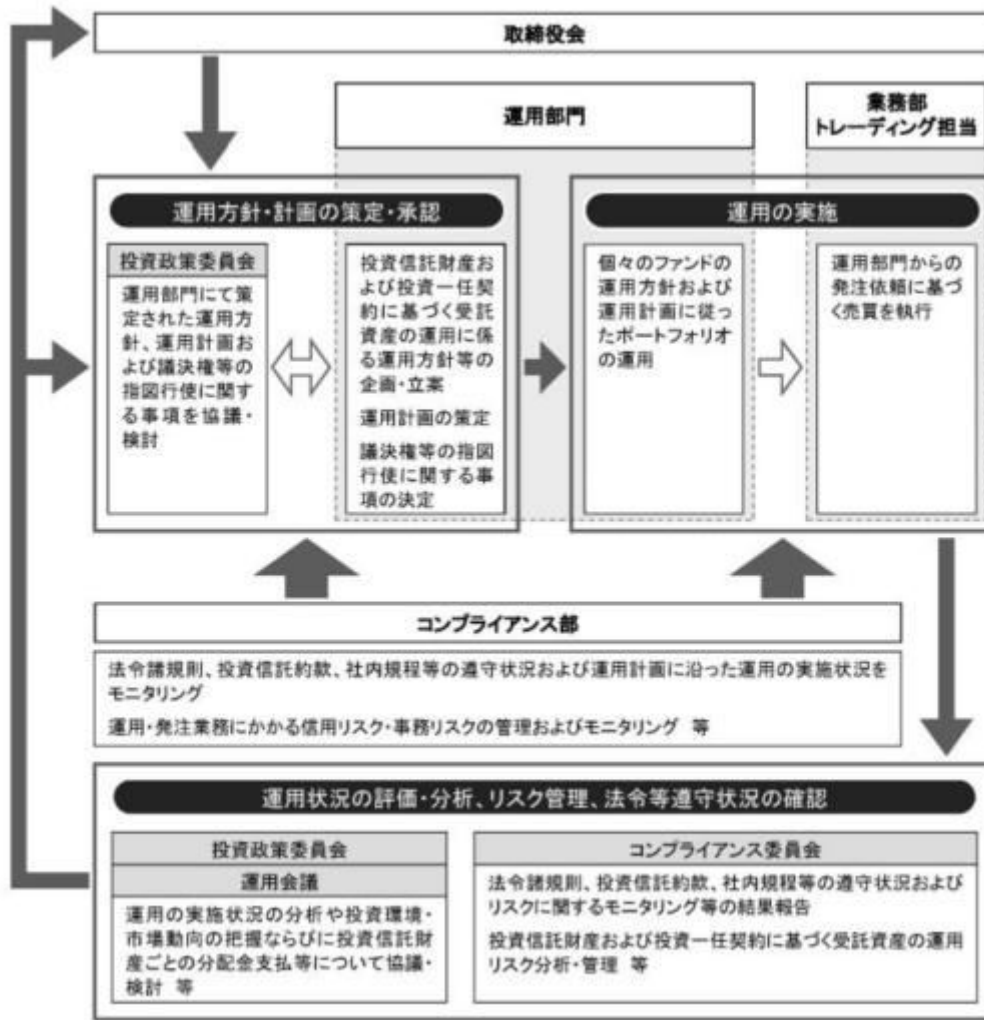 取締役会
運用部門
業務部
トレーディング担当
運用方針・計画の策定・承認
投資政策委員会
運用部門にて策
定された運用方
針、運用計画お
よび議決権等の
指図行使に関す
る事項を協議・
検討
投資信託財産お
よび投資一任契
約に基づく受託
資産の運用に係
る運用方針等の
企画・立案
運用計画の策定
議決権等の指図
行使に関する事
項の決定
運用の実施
個々のファンドの
運用方針および
運用計画に従っ
たポートフォリオ
の運用
運用部門からの
発注依頼に基づ
く売買を執行
コンプライアンス部
法令諸規則、投資信託約款、社内規程等の遵守状況および運用計画に沿った運用の実施状況を
モニタリング
運用・発注業務にかかる信用リスク・事務リスクの管理およびモニタリング 等
運用状況の評価・分析、リスク管理、法令等遵守状況の確認
投資政策委員会
運用会議
運用の実施状況の分析や投資環境・
市場動向の把握ならびに投資信託財
産ごとの分配金支払等について協議・
検討 等
コンプライアンス委員会
法令諸規則、投資信託約款、社内規程等の遵守状況および
リスクに関するモニタリング等の結果報告
投資信託財産および投資一任契約に基づく受託資産の運用
リスク分析・管理 等